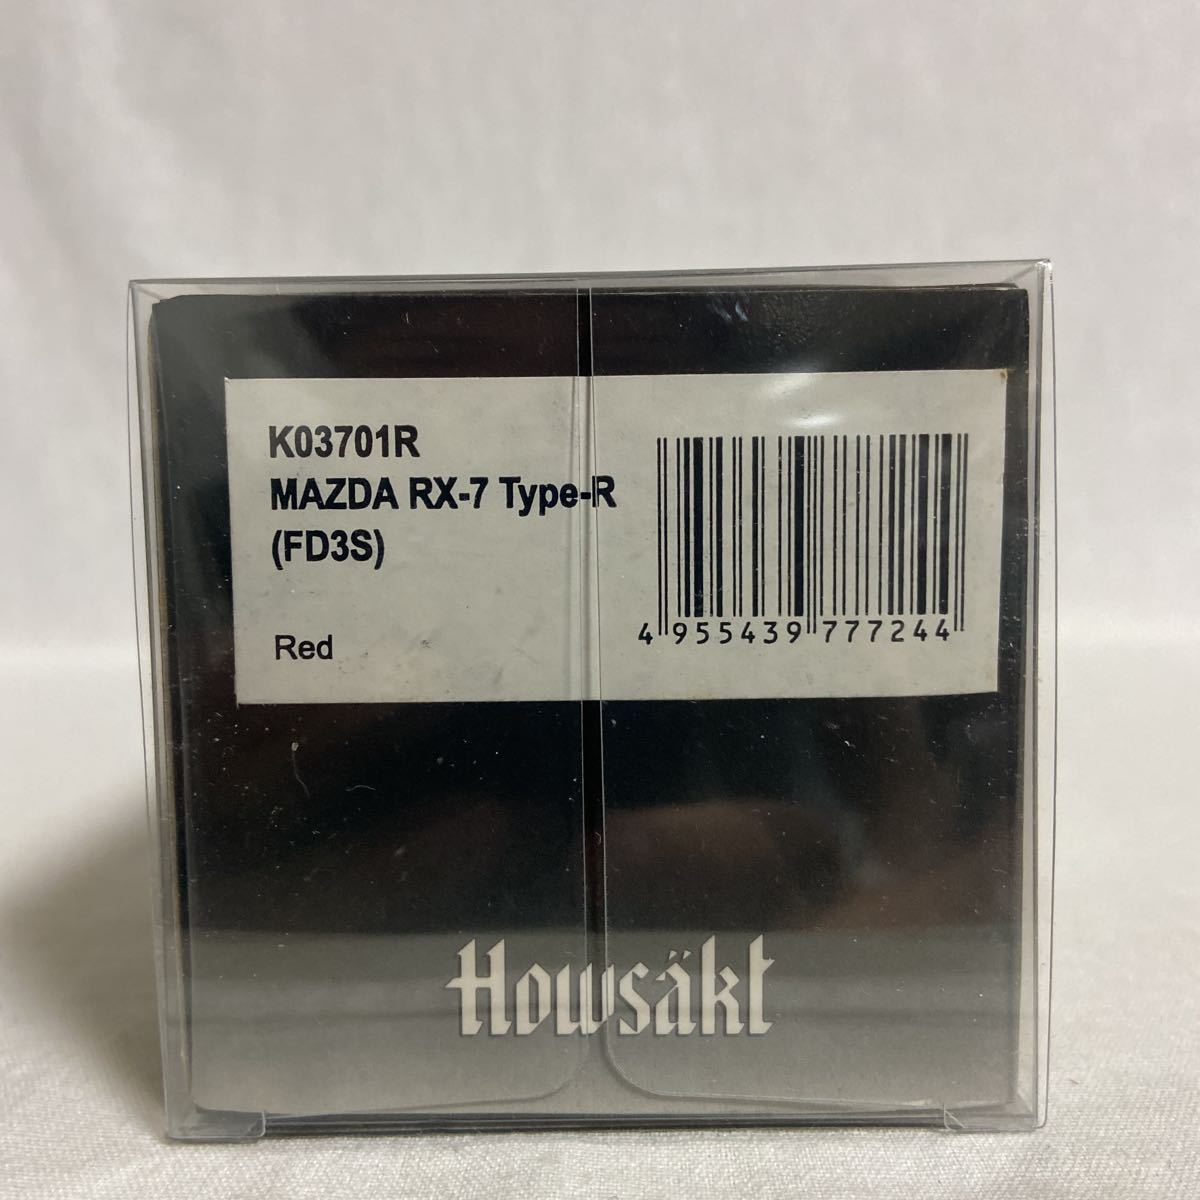 K03701R
MAZDA RX-7 Type-R
(FD3S)
Red
4 955439 777244
Howsäkt